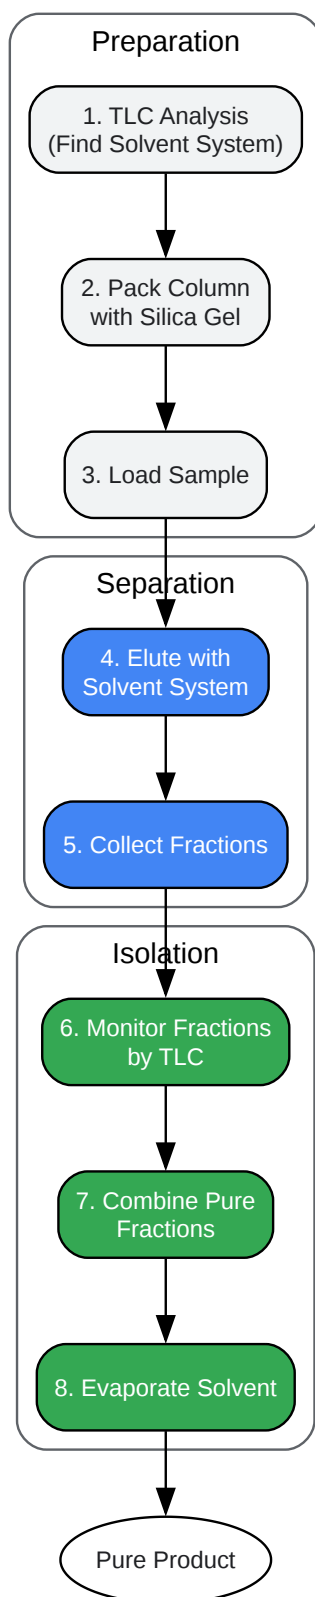 Preparation
1. TLC Analysis
(Find Solvent System)
2. Pack Column
with Silica Gel
3. Load Sample
Separation
4. Elute with
Solvent System
5. Collect Fractions
Isolation
6. Monitor Fractions
by TLC
7. Combine Pure
Fractions
8. Evaporate Solvent
Pure Product